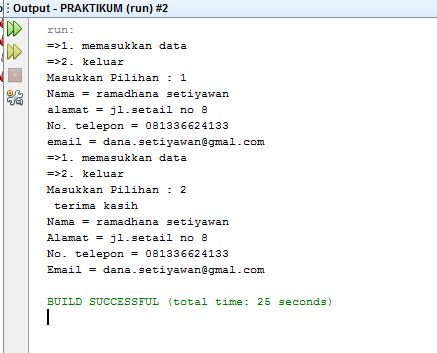 Output - PRAKTIKUM (run) #2
run:
=>1. memasukkan data
=>2. keluar
Masukkan Pilihan : 1
Nama = ramadhana setiyawan
alamat = jl.setail no 8
No. telepon = 081336624133
email = dana.setiyawan@gmal.com
=>1. memasukkan data
=>2. keluar
Masukkan Pilihan : 2
 terima kasih
Nama = ramadhana setiyawan
Alamat = jl.setail no 8
No. telepon = 081336624133
Email = dana.setiyawan@gmal.com
BUILD SUCCESSFUL (total time: 25 seconds)